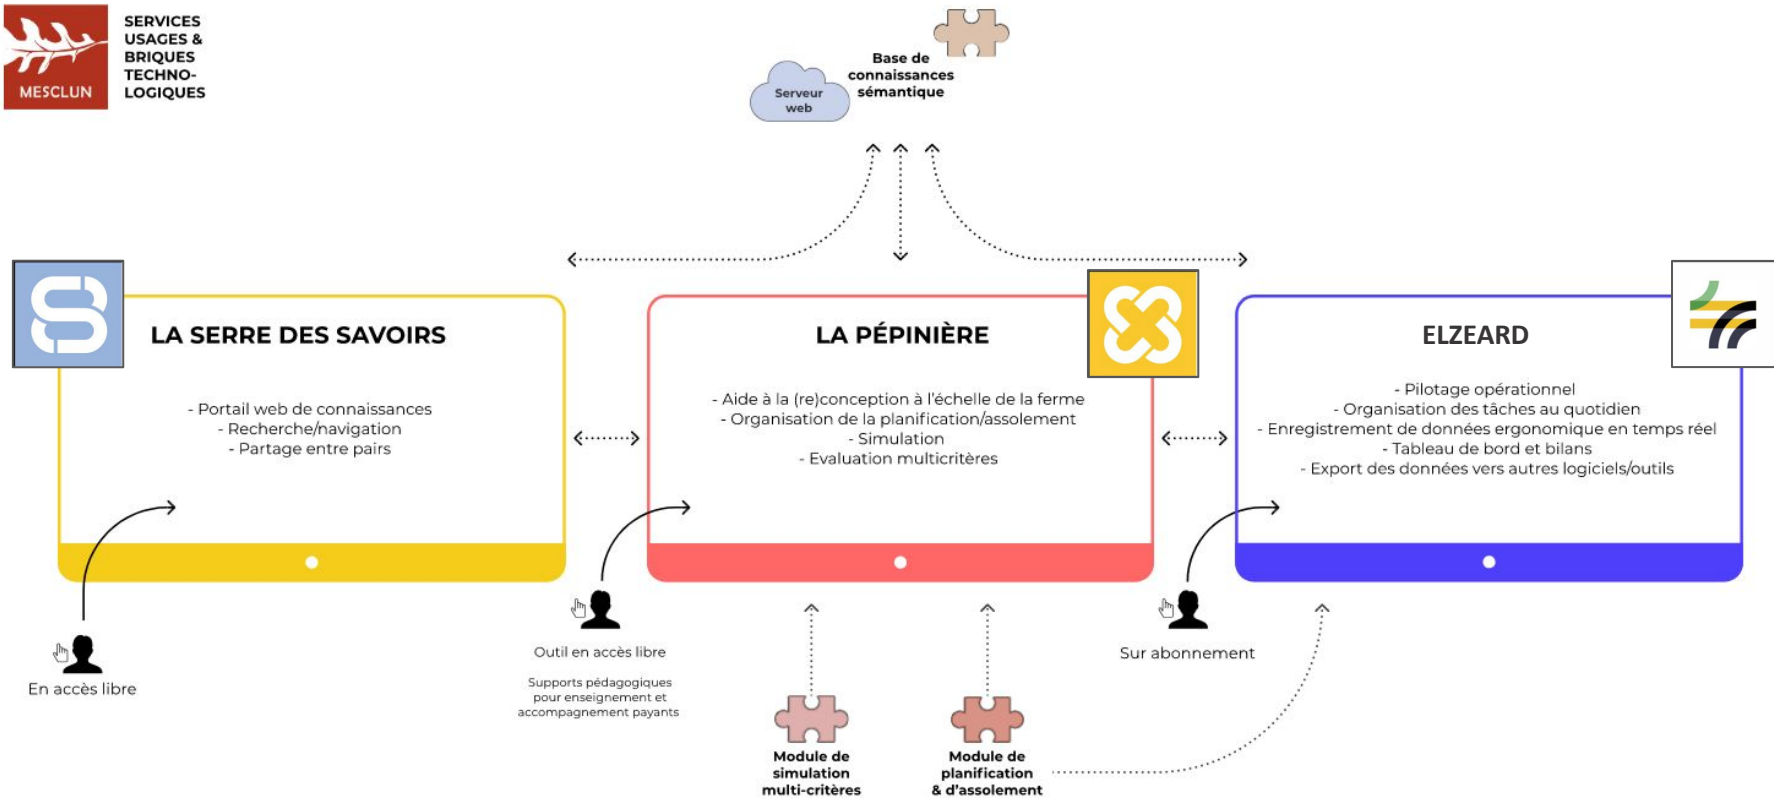 MESCLUN
SERVICES
USAGES &
BRIQUES
TECHNO-
LOGIQUES
Serveur
web
Base de
connaissances
sémantique
LA SERRE DES SAVOIRS
- Portail web de connaissances
- Recherche/navigation
- Partage entre pairs
En accès libre
LA PÉPINIÈRE
- Aide à la (re)conception à l'échelle de la ferme
- Organisation de la planification/assolement
- Simulation
- Evaluation multicritères
Outil en accès libre
Supports pédagogiques
pour enseignement et
accompagnement payants
ELZEARD
- Pilotage opérationnel
- Organisation des tâches au quotidien
- Enregistrement de données ergonomique en temps réel
- Tableau de bord et bilans
- Export des données vers autres logiciels/outils
Sur abonnement
Module de
simulation
multi-critères
Module de
planification
& d'assolement